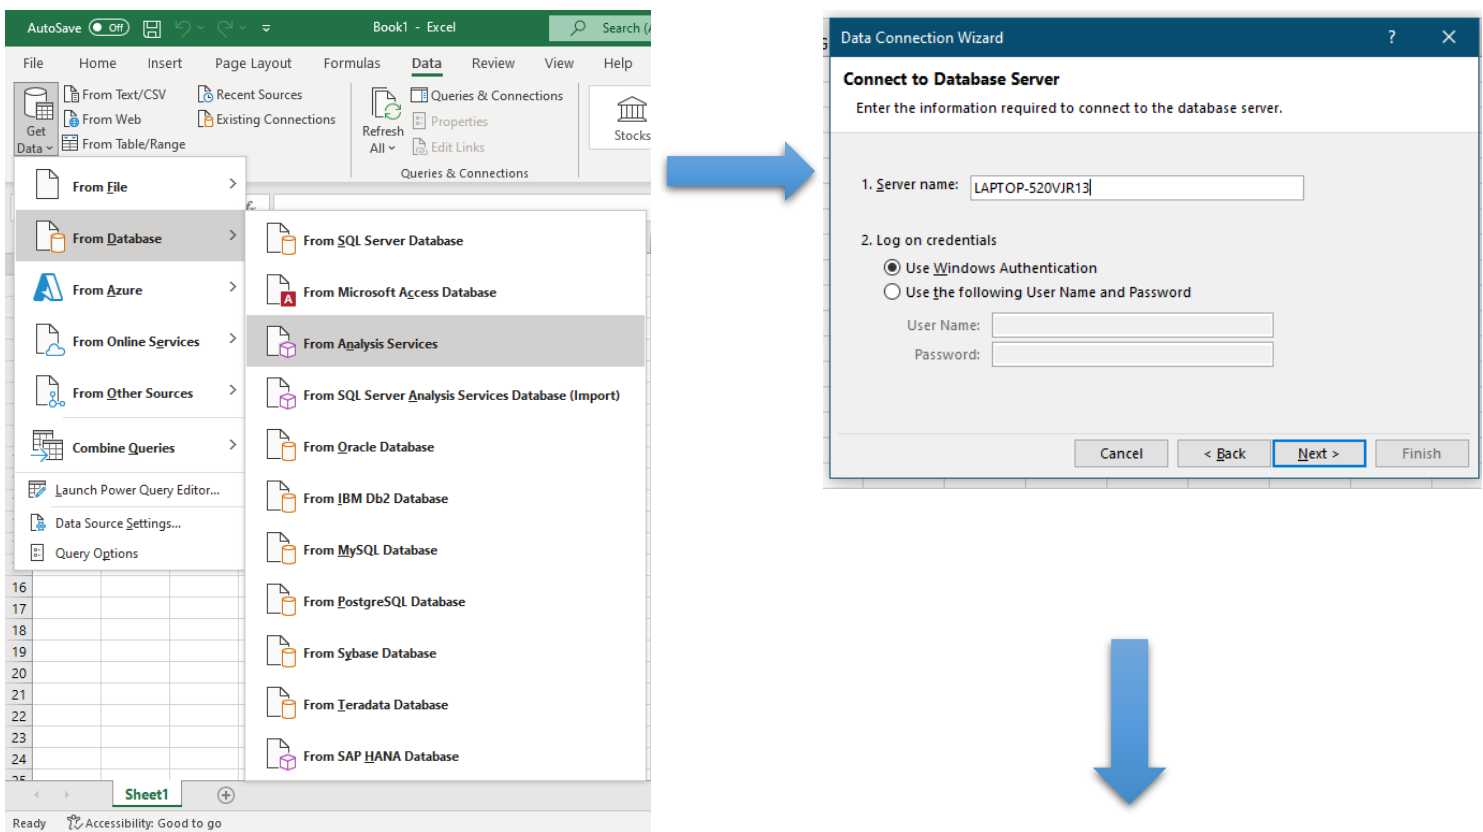 AutoSave Off Book1 - Excel Search (
File Home Insert Page Layout Formulas Data Review View Help
Get Data
From Text/CSV
From Web
From Table/Range
Recent Sources
Existing Connections
Refresh All
Queries & Connections
Properties
Edit Links
Queries & Connections
Stocks
From File
From Database
From Azure
From Online Services
From Other Sources
Combine Queries
Launch Power Query Editor...
Data Source Settings...
Query Options
From SQL Server Database
From Microsoft Access Database
From Analysis Services
From SQL Server Analysis Services Database (Import)
From Oracle Database
From IBM Db2 Database
From MySQL Database
From PostgreSQL Database
From Sybase Database
From Teradata Database
From SAP HANA Database
16
17
18
19
20
21
22
23
24
Sheet1
Ready Accessibility: Good to go
Data Connection Wizard ?
Connect to Database Server
Enter the information required to connect to the database server.
1. Server name: LAPTOP-520VJR13
2. Log on credentials
Use Windows Authentication
Use the following User Name and Password
User Name:
Password:
Cancel < Back Next > Finish